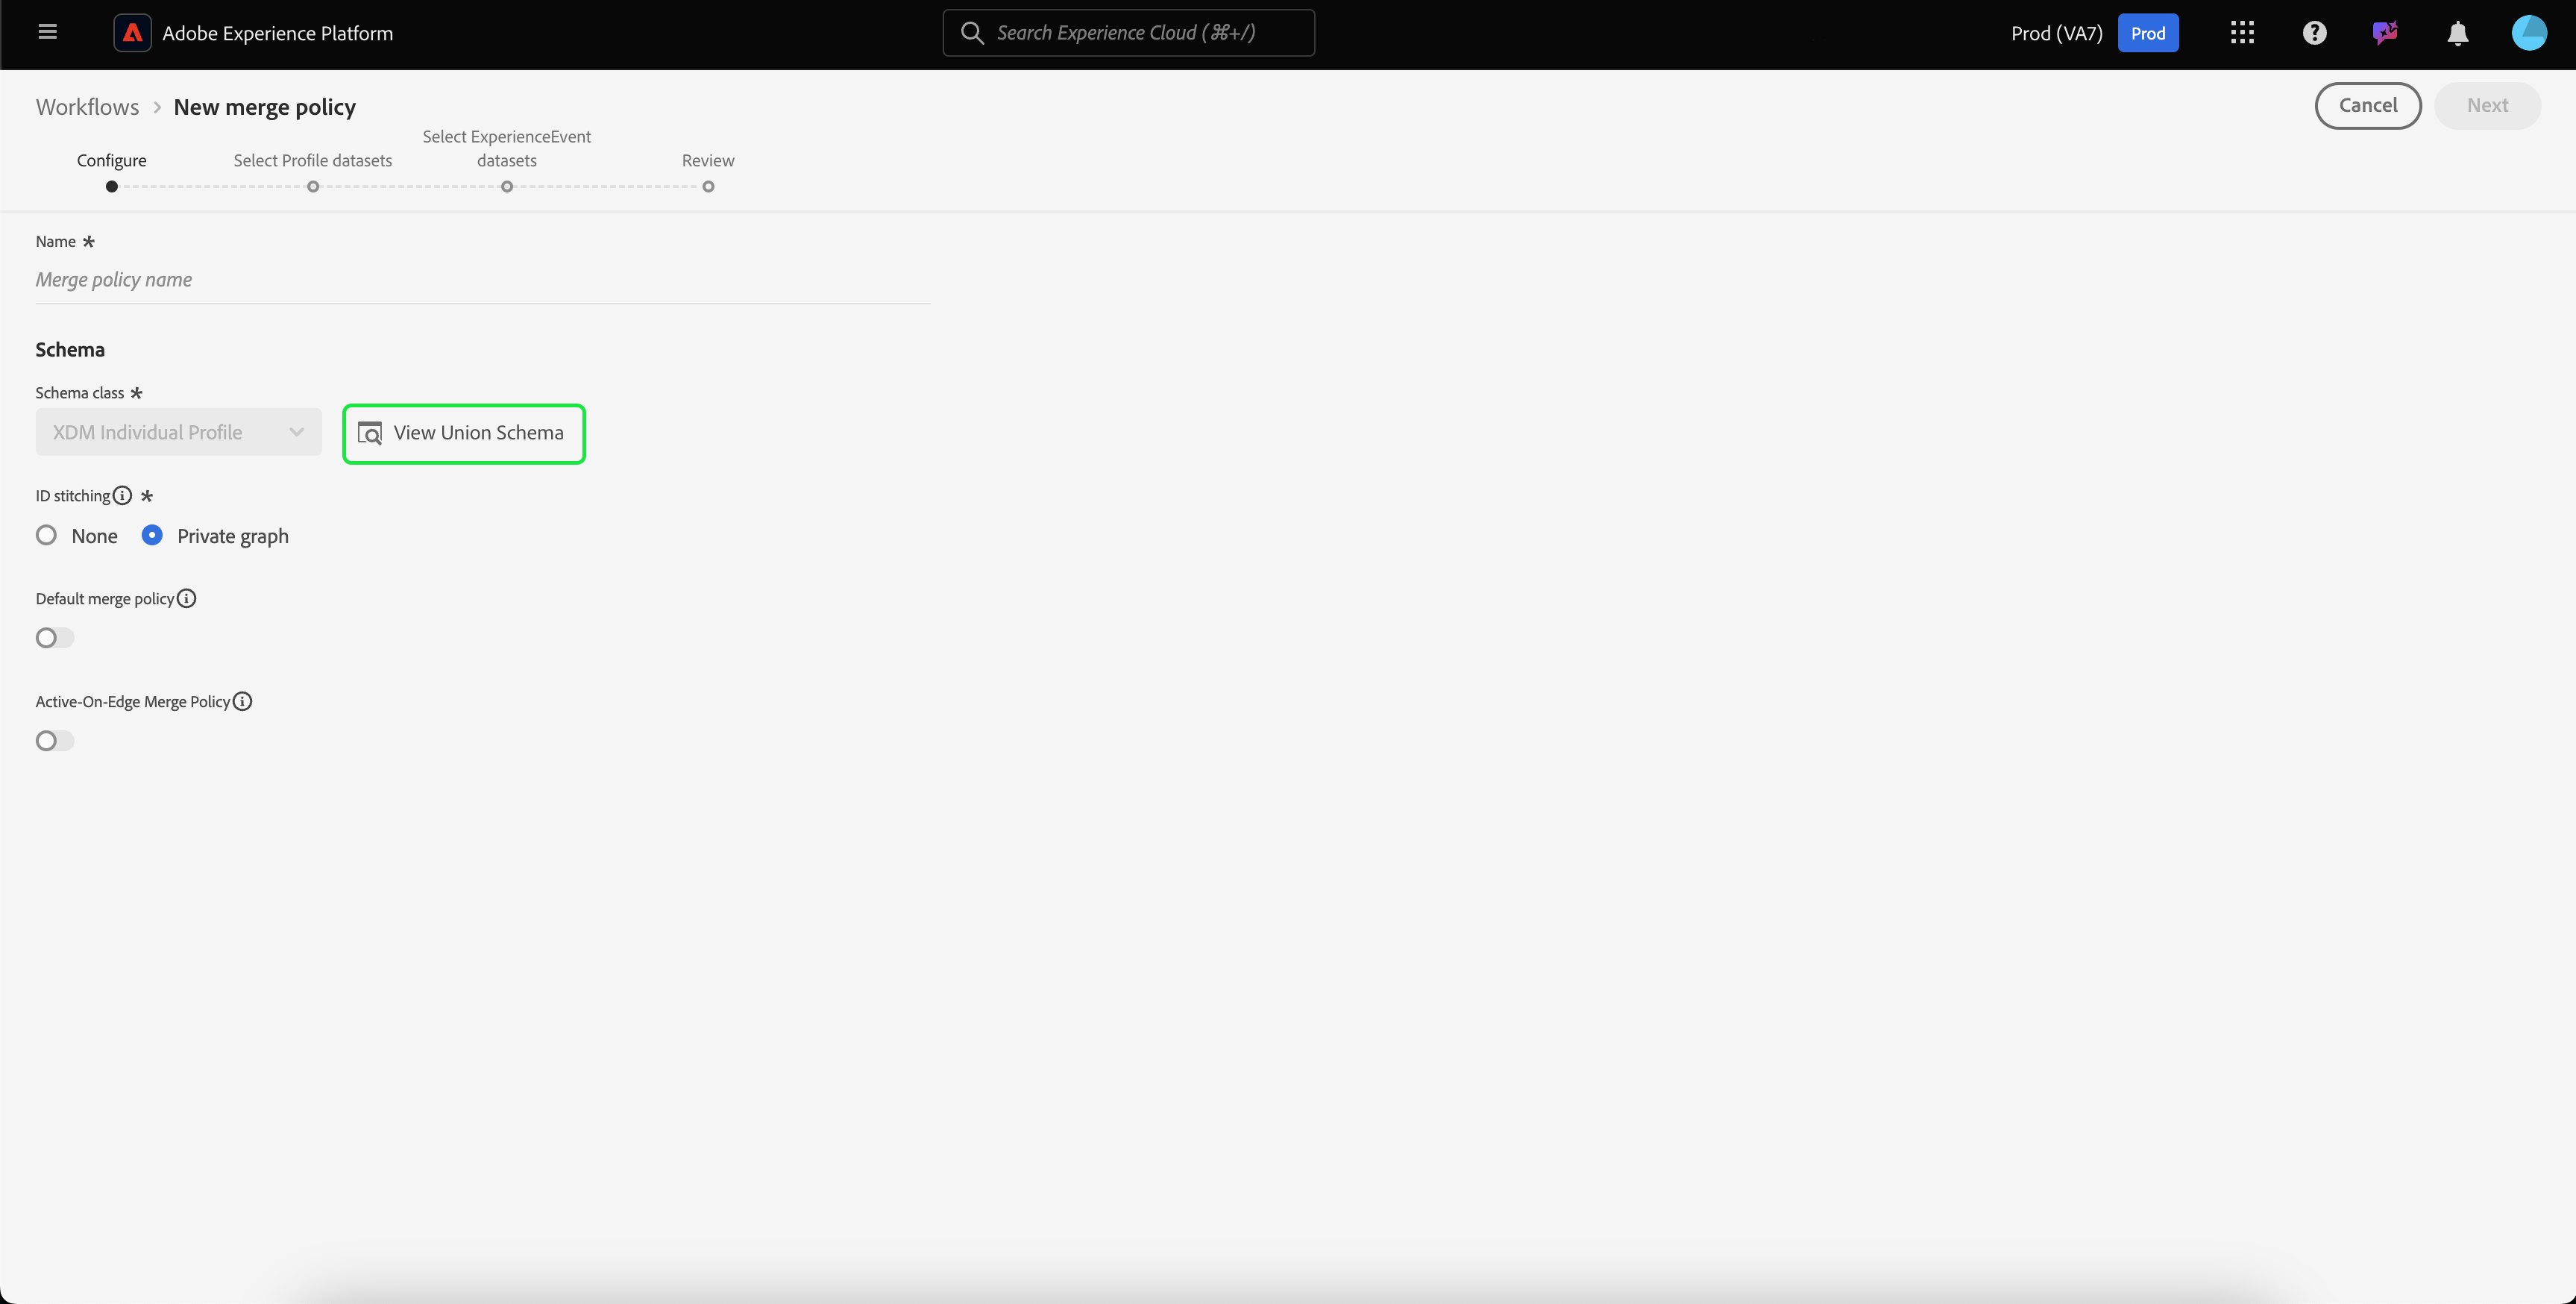 Adobe Experience Platform
Search Experience Cloud (⌘+/)
Prod (VA7)
Prod
Workflows > New merge policy
Cancel
Next
Configure
Select Profile datasets
Select ExperienceEvent
datasets
Review
Name *
Merge policy name
Schema
Schema class *
XDM Individual Profile
View Union Schema
ID stitching *
None
Private graph
Default merge policy
Active-On-Edge Merge Policy